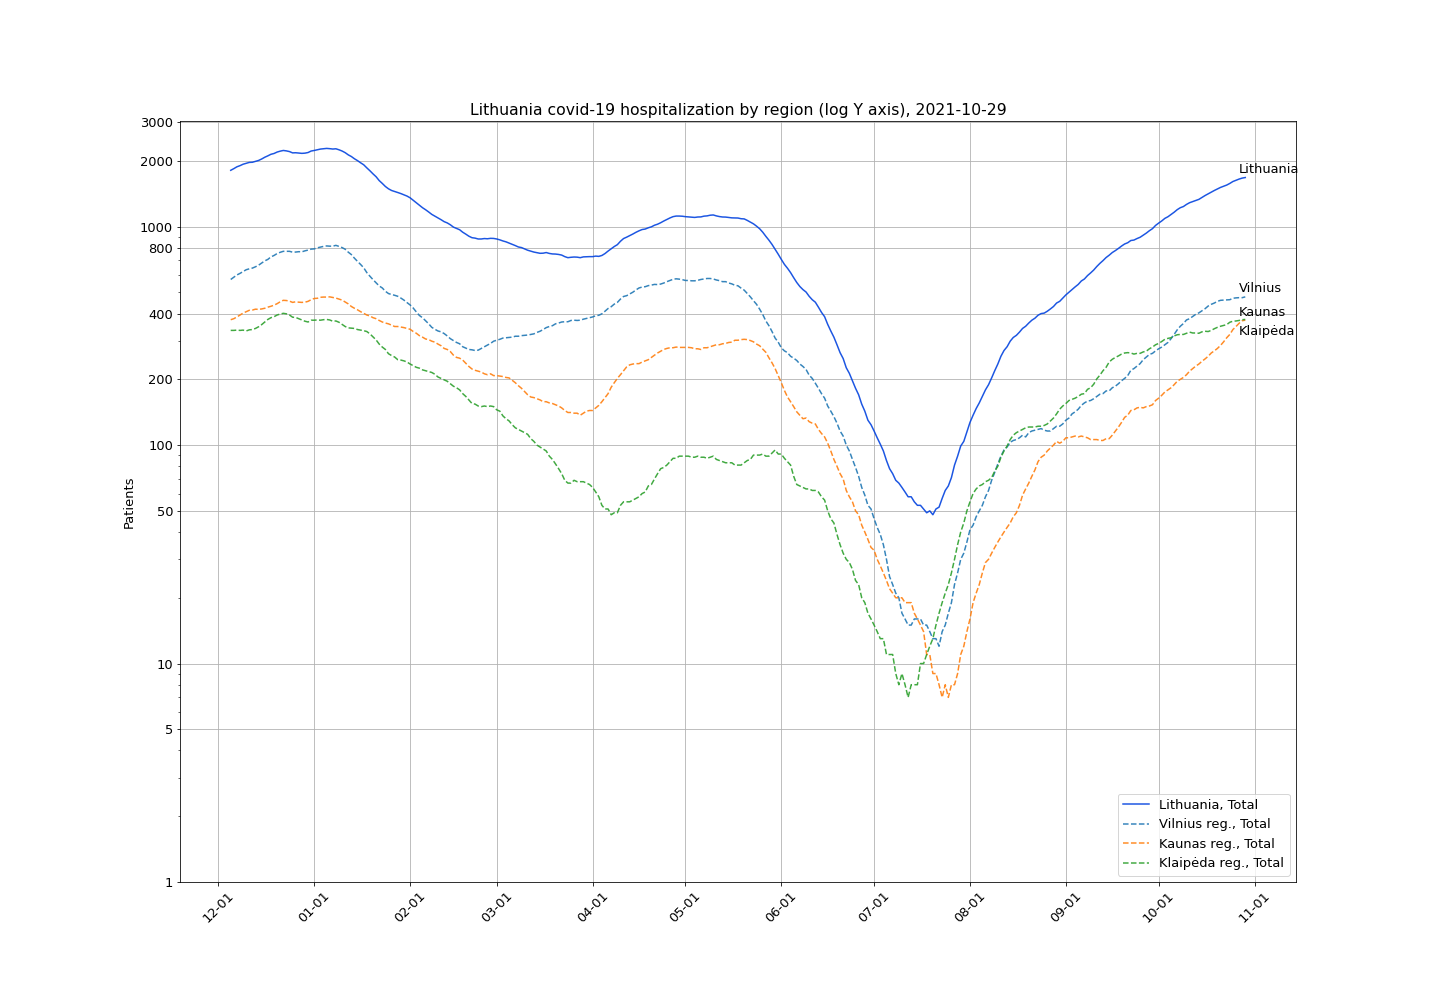 Lithuania covid-19 hospitalization by region (log Y axis), 2021-10-29
3000
2000
1000
800
400
200
100
50
10
5
1
Patients
Lithuania
Vilnius
Kaunas
Klaipėda
Lithuania, Total
Vilnius reg., Total
Kaunas reg., Total
Klaipėda reg., Total
12-01
01-01
02-01
03-01
04-01
05-01
06-01
07-01
08-01
09-01
10-01
11-01